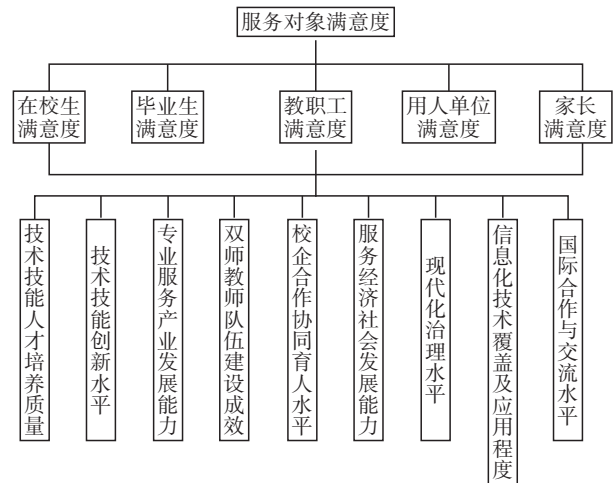 服务对象满意度
在校生
满意度
毕业生
满意度
教职工
满意度
用人单位
满意度
家长
满意度
技术技能人才培养质量
技术技能创新水平
专业服务产业发展能力
双师教师队伍建设成效
校企合作协同育人水平
服务经济社会发展能力
现代化治理水平
信息化技术覆盖及应用程度
国际合作与交流水平